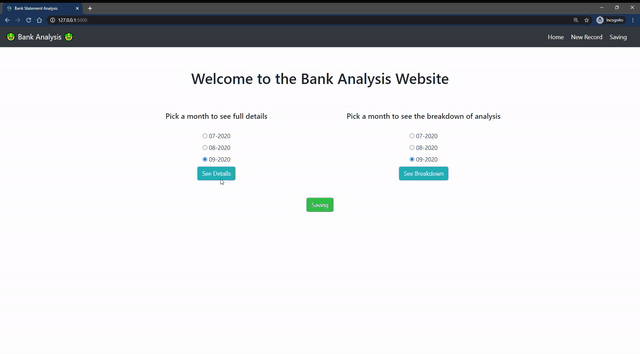 Bank Statement Analysis
127.0.0.1:5000
Incognito
Bank Analysis
Home New Record Saving
Welcome to the Bank Analysis Website
Pick a month to see full details
07-2020
08-2020
09-2020
See Details
Pick a month to see the breakdown of analysis
07-2020
08-2020
09-2020
See Breakdown
Saving